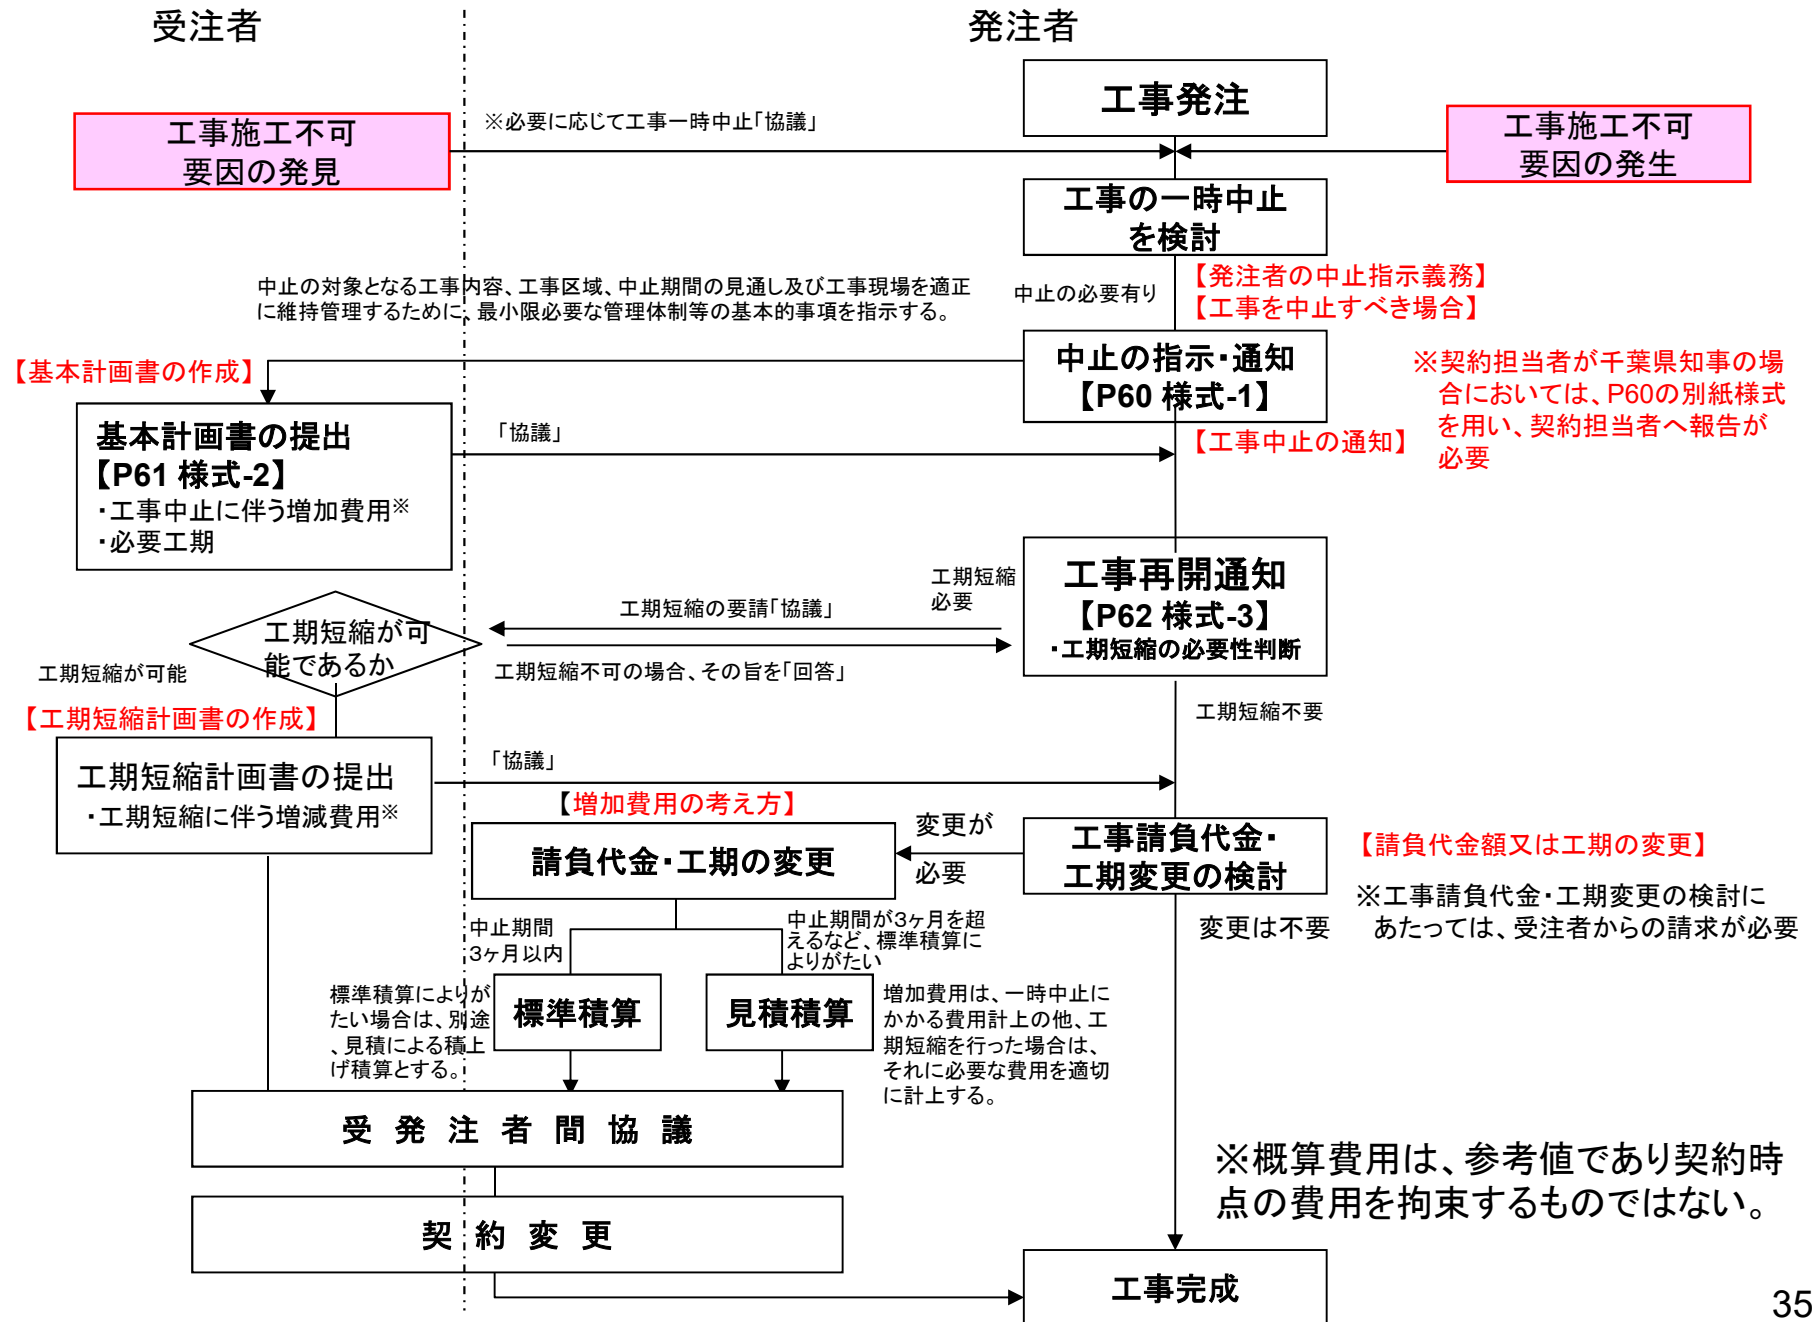 受注者
発注者
工事発注
工事施工不可
要因の発見
※必要に応じて工事一時中止「協議」
工事施工不可
要因の発生
工事の一時中止
を検討
中止の対象となる工事内容、工事区域、中止期間の見通し及び工事現場を適正
に維持管理するために、最小限必要な管理体制等の基本的事項を指示する。
中止の必要有り
【発注者の中止指示義務】
【工事を中止すべき場合】
【基本計画書の作成】
中止の指示・通知
【P60 様式-1】
※契約担当者が千葉県知事の場
合においては、P60の別紙様式
を用い、契約担当者へ報告が
必要
基本計画書の提出
【P61 様式-2】
・工事中止に伴う増加費用※
・必要工期
「協議」
【工事中止の通知】
工期短縮
必要
工事再開通知
【P62 様式-3】
・工期短縮の必要性判断
工期短縮の要請「協議」
工期短縮が可
能であるか
工期短縮不可の場合、その旨を「回答」
工期短縮が可能
工期短縮不要
【工期短縮計画書の作成】
工期短縮計画書の提出
・工期短縮に伴う増減費用※
「協議」
【増加費用の考え方】
請負代金・工期の変更
変更が
必要
工事請負代金・
工期変更の検討
【請負代金額又は工期の変更】
※工事請負代金・工期変更の検討に
あたっては、受注者からの請求が必要
変更は不要
中止期間
3ヶ月以内
中止期間が3ヶ月を超
えるなど、標準積算に
よりがたい
標準積算によりが
たい場合は、別途
、見積による積上
げ積算とする。
標準積算
見積積算
増加費用は、一時中止に
かかる費用計上の他、工
期短縮を行った場合は、
それに必要な費用を適切
に計上する。
受発注者間協議
※概算費用は、参考値であり契約時
点の費用を拘束するものではない。
契約変更
工事完成
35